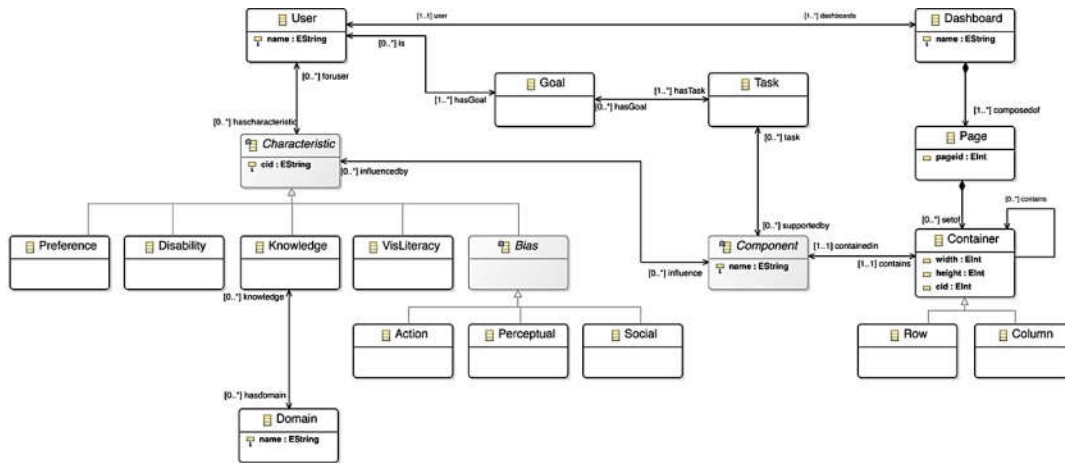 User
name : EString
[1..1] user
[1..*] dashboards
Dashboard
name : EString
[0..*] is
[0..*] foruser
Goal
Task
[1..*] hasGoal
[1..*] hasTask
[0..*] hasGoal
[0..*] task
[1..*] composedof
[0..*] hascharacteristic
Characteristic
cid : EString
[0..*] influencedby
Page
pageid : EInt
[0..*] contains
[0..*] setof
[0..*] supportedby
Preference
Disability
Knowledge
VisLiteracy
Bias
Component
name : EString
[1..1] containedin
[1..1] contains
Container
width : EInt
height : EInt
cid : EInt
[0..*] influence
[0..*] knowledge
Action
Perceptual
Social
Row
Column
[0..*] hasdomain
Domain
name : EString